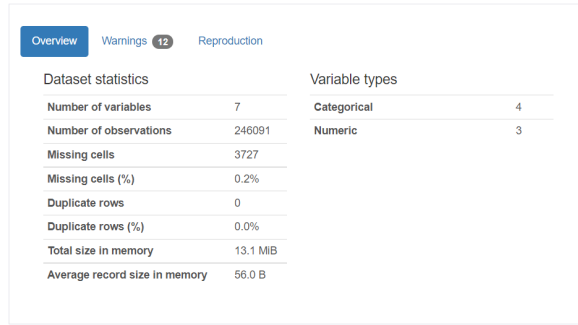 Overview Warnings 12 Reproduction
Dataset statistics
Number of variables 7
Number of observations 246091
Missing cells 3727
Missing cells (%) 0.2%
Duplicate rows 0
Duplicate rows (%) 0.0%
Total size in memory 13.1 MiB
Average record size in memory 56.0 B
Variable types
Categorical 4
Numeric 3